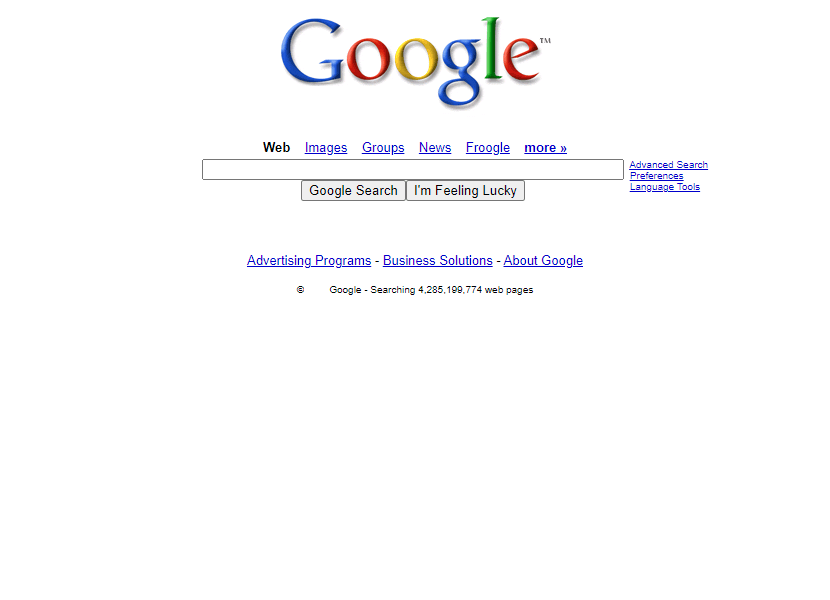 Google™
Web Images Groups News Froogle more »
Advanced Search
Preferences
Language Tools
Google Search I'm Feeling Lucky
Advertising Programs - Business Solutions - About Google
© Google - Searching 4,285,199,774 web pages